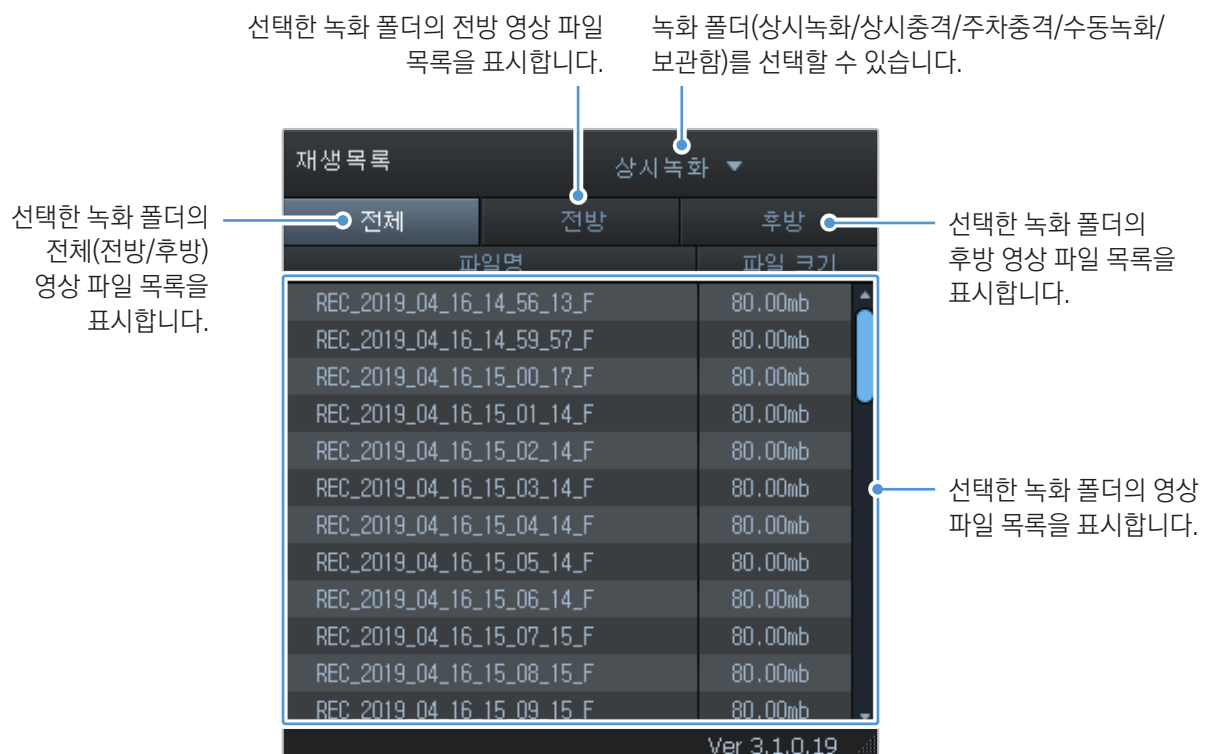 선택한 녹화 폴더의 전방 영상 파일
목록을 표시합니다.
녹화 폴더(상시녹화/상시충격/주차충격/수동녹화/
보관함)를 선택할 수 있습니다.
재생목록
상시녹화
선택한 녹화 폴더의
전체(전방/후방)
영상 파일 목록을
표시합니다.
전체
전방
후방
선택한 녹화 폴더의
후방 영상 파일 목록을
표시합니다.
파일명
파일 크기
REC_2019_04_16_14_56_13_F 80.00mb
REC_2019_04_16_14_59_57_F 80.00mb
REC_2019_04_16_15_00_17_F 80.00mb
REC_2019_04_16_15_01_14_F 80.00mb
REC_2019_04_16_15_02_14_F 80.00mb
REC_2019_04_16_15_03_14_F 80.00mb
REC_2019_04_16_15_04_14_F 80.00mb
REC_2019_04_16_15_05_14_F 80.00mb
REC_2019_04_16_15_06_14_F 80.00mb
REC_2019_04_16_15_07_15_F 80.00mb
REC_2019_04_16_15_08_15_F 80.00mb
REC_2019_04_16_15_09_15_F 80.00mb
선택한 녹화 폴더의 영상
파일 목록을 표시합니다.
Ver 3.1.0.19